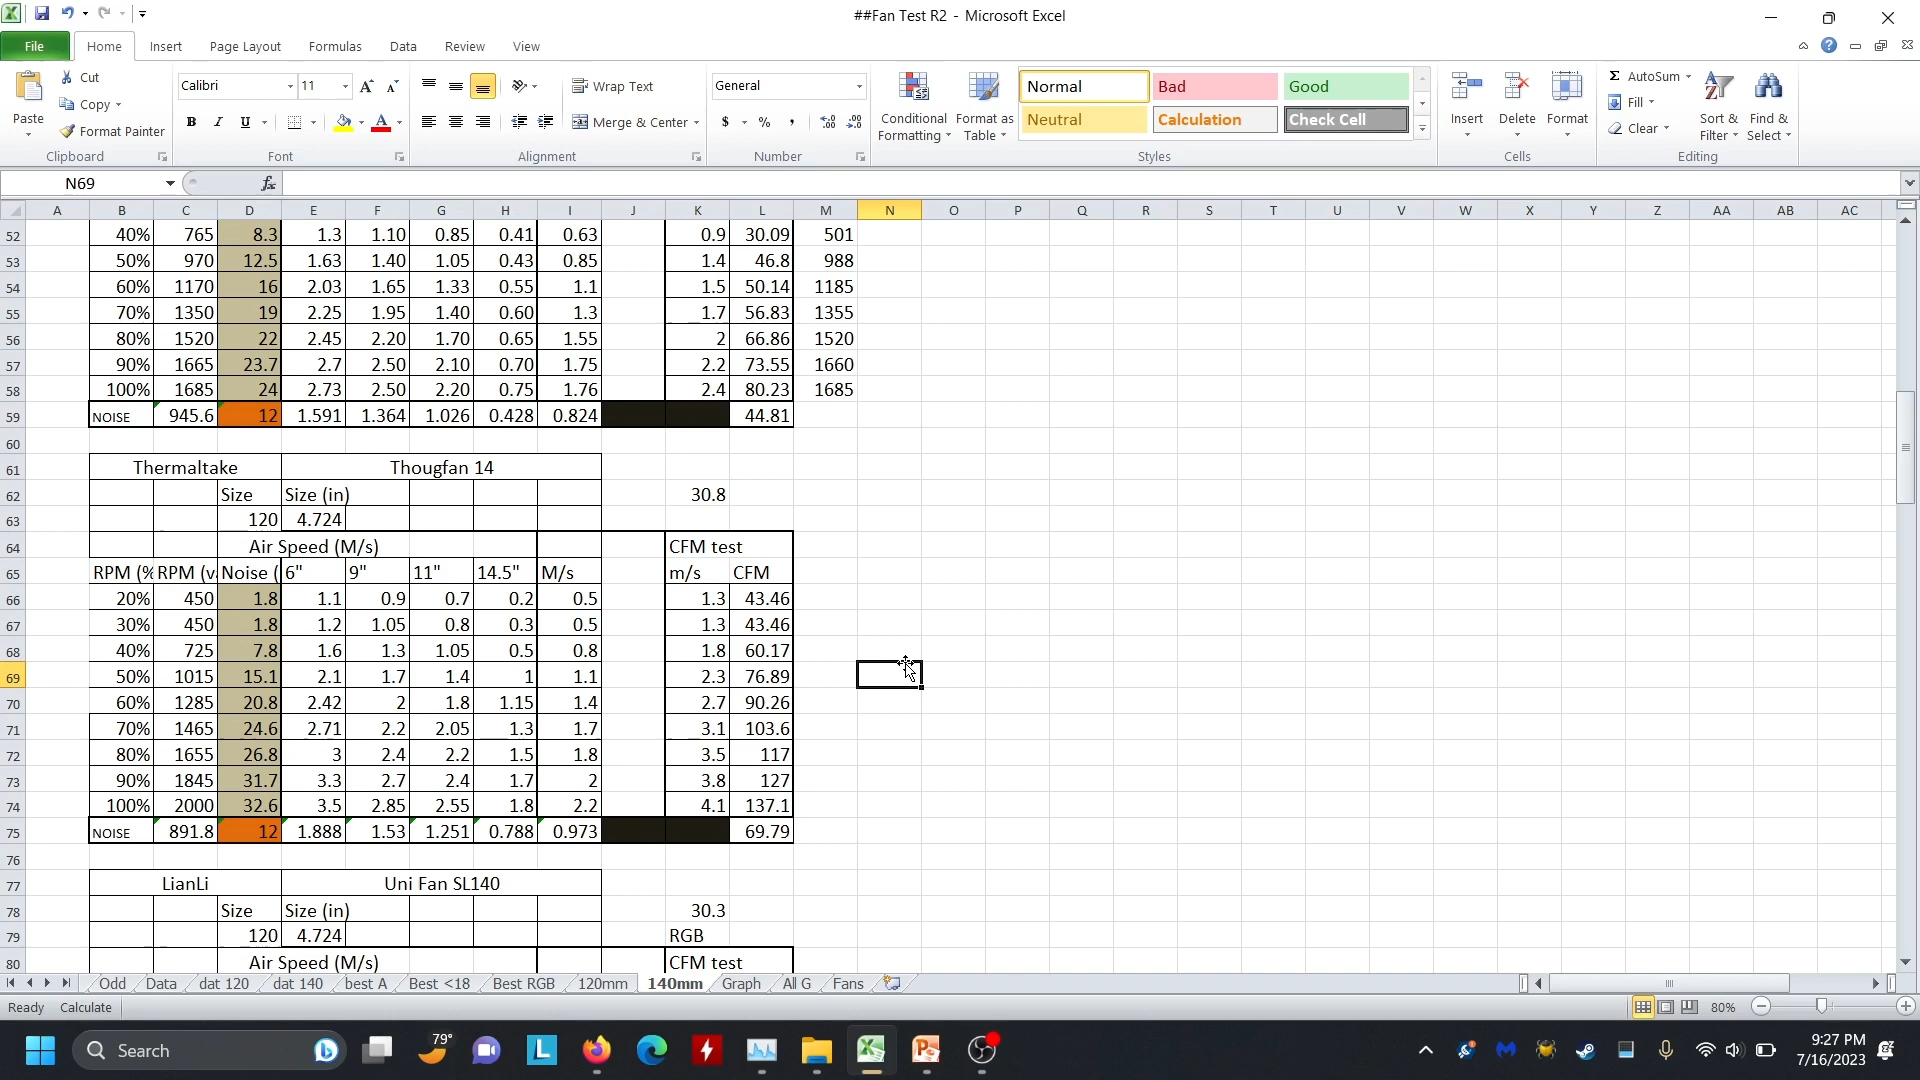 ##Fan Test R2 - Microsoft Excel
File Home Insert Page Layout Formulas Data Review View
Paste
Cut
Copy
Format Painter
Clipboard
Calibri 11
B I U
Font
Wrap Text
Merge & Center
Alignment
General
$ % ,
Number
Conditional Formatting
Format as Table
Normal Bad Good
Neutral Calculation Check Cell
Styles
Insert Delete Format
Cells
Σ AutoSum
Fill
Clear
Sort & Filter
Find & Select
Editing
N69 fx
A B C D E F G H I J K L M N O P Q R S T U V W X Y Z AA AB AC
52 40% 765 8.3 1.3 1.10 0.85 0.41 0.63 0.9 30.09 501
53 50% 970 12.5 1.63 1.40 1.05 0.43 0.85 1.4 46.8 988
54 60% 1170 16 2.03 1.65 1.33 0.55 1.1 1.5 50.14 1185
55 70% 1350 19 2.25 1.95 1.40 0.60 1.3 1.7 56.83 1355
56 80% 1520 22 2.45 2.20 1.70 0.65 1.55 2 66.86 1520
57 90% 1665 23.7 2.7 2.50 2.10 0.70 1.75 2.2 73.55 1660
58 100% 1685 24 2.73 2.50 2.20 0.75 1.76 2.4 80.23 1685
59 NOISE 945.6 12 1.591 1.364 1.026 0.428 0.824 44.81
60
61 Thermaltake Thougfan 14
62 Size Size (in) 30.8
63 120 4.724
64 Air Speed (M/s) CFM test
65 RPM (% RPM (va Noise ( 6" 9" 11" 14.5" M/s m/s CFM
66 20% 450 1.8 1.1 0.9 0.7 0.2 0.5 1.3 43.46
67 30% 450 1.8 1.2 1.05 0.8 0.3 0.5 1.3 43.46
68 40% 725 7.8 1.6 1.3 1.05 0.5 0.8 1.8 60.17
69 50% 1015 15.1 2.1 1.7 1.4 1 1.1 2.3 76.89
70 60% 1285 20.8 2.42 2 1.8 1.15 1.4 2.7 90.26
71 70% 1465 24.6 2.71 2.2 2.05 1.3 1.7 3.1 103.6
72 80% 1655 26.8 3 2.4 2.2 1.5 1.8 3.5 117
73 90% 1845 31.7 3.3 2.7 2.4 1.7 2 3.8 127
74 100% 2000 32.6 3.5 2.85 2.55 1.8 2.2 4.1 137.1
75 NOISE 891.8 12 1.888 1.53 1.251 0.788 0.973 69.79
76
77 LianLi Uni Fan SL140
78 Size Size (in) 30.3
79 120 4.724 RGB
80 Air Speed (M/s) CFM test
Odd Data dat 120 dat 140 best A Best <18 Best RGB 120mm 140mm Graph All G Fans
Ready Calculate 80%
Search 79° 9:27 PM
7/16/2023